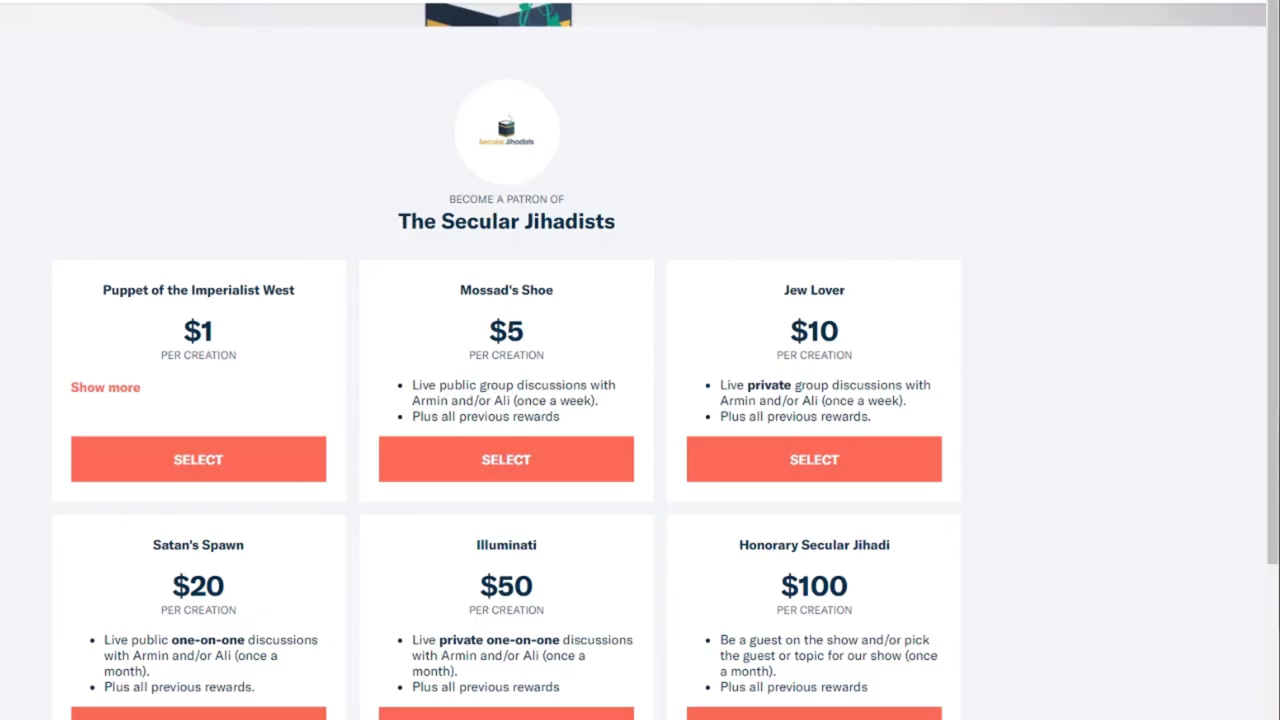 Secular Jihadists
BECOME A PATRON OF
The Secular Jihadists
Puppet of the Imperialist West
$1
PER CREATION
Show more
SELECT
Mossad's Shoe
$5
PER CREATION
• Live public group discussions with
Armin and/or Ali (once a week).
• Plus all previous rewards
SELECT
Jew Lover
$10
PER CREATION
• Live private group discussions with
Armin and/or Ali (once a week).
• Plus all previous rewards.
SELECT
Satan's Spawn
$20
PER CREATION
• Live public one-on-one discussions
with Armin and/or Ali (once a
month).
• Plus all previous rewards.
Illuminati
$50
PER CREATION
• Live private one-on-one discussions
with Armin and/or Ali (once a
month).
• Plus all previous rewards
Honorary Secular Jihadi
$100
PER CREATION
• Be a guest on the show and/or pick
the guest or topic for our show (once
a month).
• Plus all previous rewards